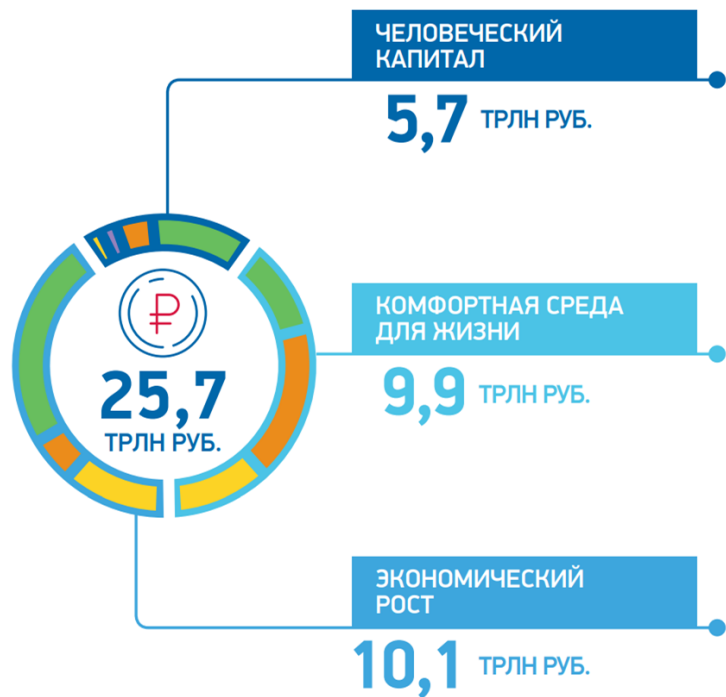 ЧЕЛОВЕЧЕСКИЙ
КАПИТАЛ
5,7 ТРЛН РУБ.
₽
25,7
ТРЛН РУБ.
КОМФОРТНАЯ СРЕДА
ДЛЯ ЖИЗНИ
9,9 ТРЛН РУБ.
ЭКОНОМИЧЕСКИЙ
РОСТ
10,1 ТРЛН РУБ.